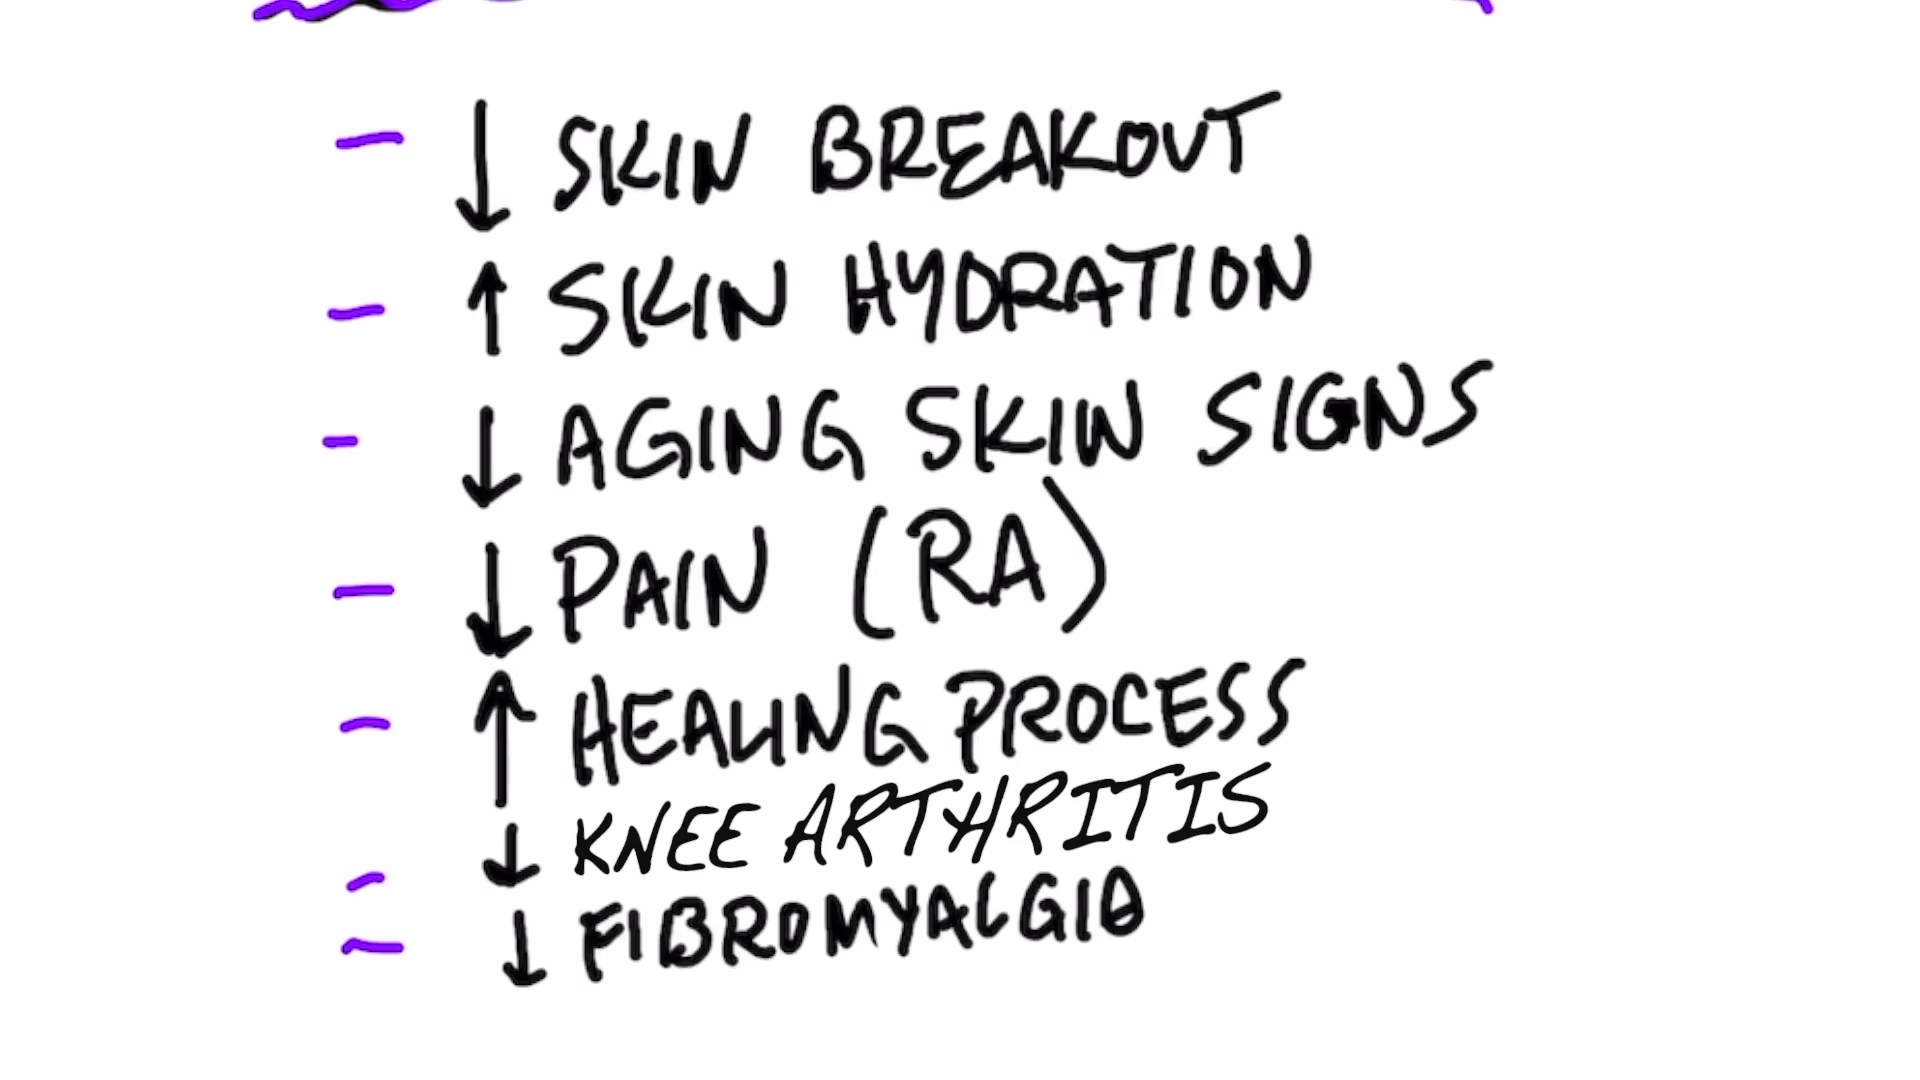 - ↓ SKIN BREAKOUT
- ↑ SKIN HYDRATION
- ↓ AGING SKIN SIGNS
- ↓ PAIN (RA)
- ↑ HEALING PROCESS
- ↓ KNEE ARTHRITIS
- ↓ FIBROMYALGIA